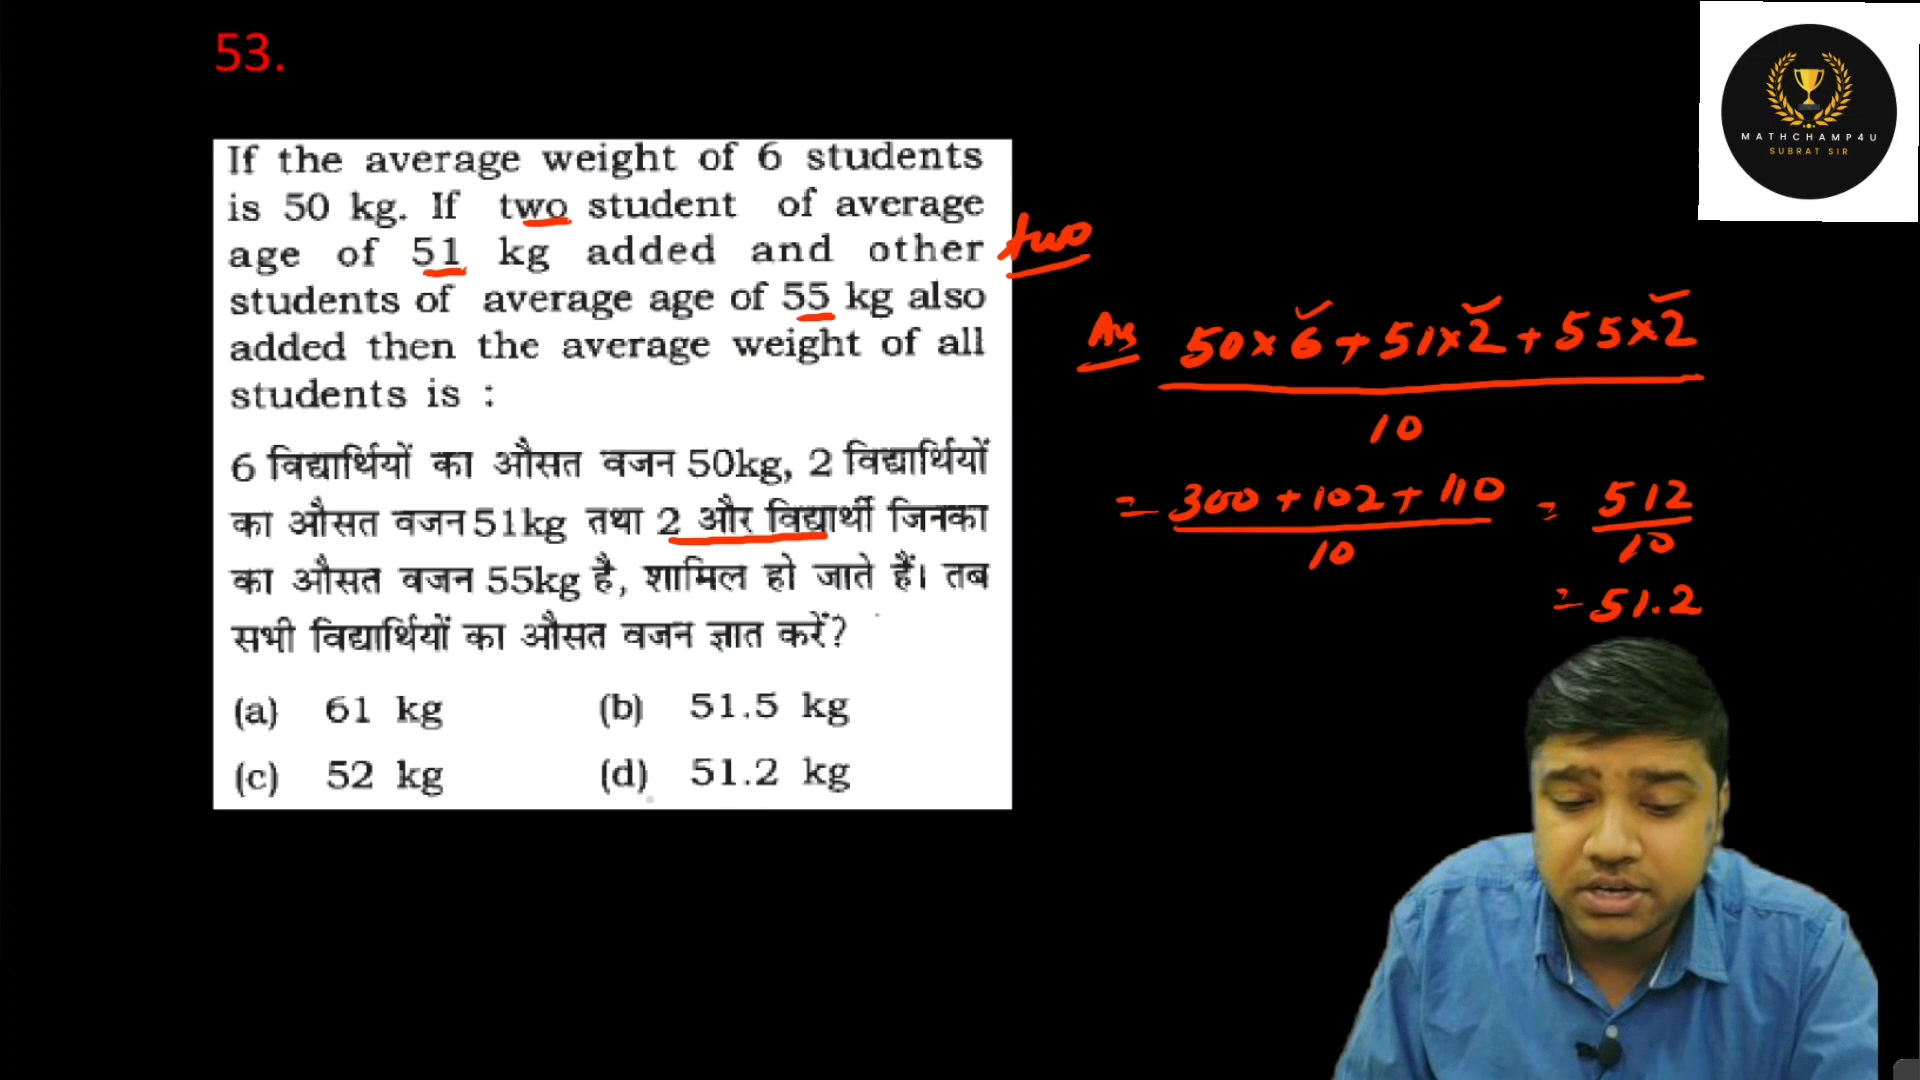 53.
MATHCHAMP4U
SUBRAT SIR
If the average weight of 6 students
is 50 kg. If two student of average
age of 51 kg added and other two
students of average age of 55 kg also
added then the average weight of all
students is :
6 विद्यार्थियों का औसत वजन 50kg, 2 विद्यार्थियों
का औसत वजन 51kg तथा 2 और विद्यार्थी जिनका
का औसत वजन 55kg है, शामिल हो जाते हैं। तब
सभी विद्यार्थियों का औसत वजन ज्ञात करें?
(a) 61 kg (b) 51.5 kg
(c) 52 kg (d) 51.2 kg
50×6+51×2+55×2
10
= 300+102+110 = 512
10 10
= 51.2